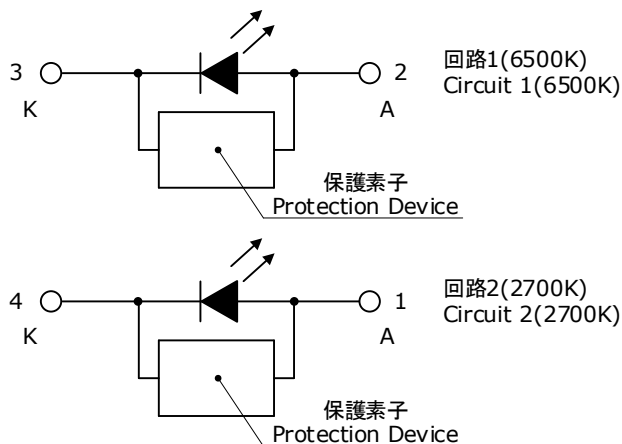 3
2
K
A
回路1(6500K)
Circuit 1(6500K)
保護素子
Protection Device
4
1
K
A
回路2(2700K)
Circuit 2(2700K)
保護素子
Protection Device